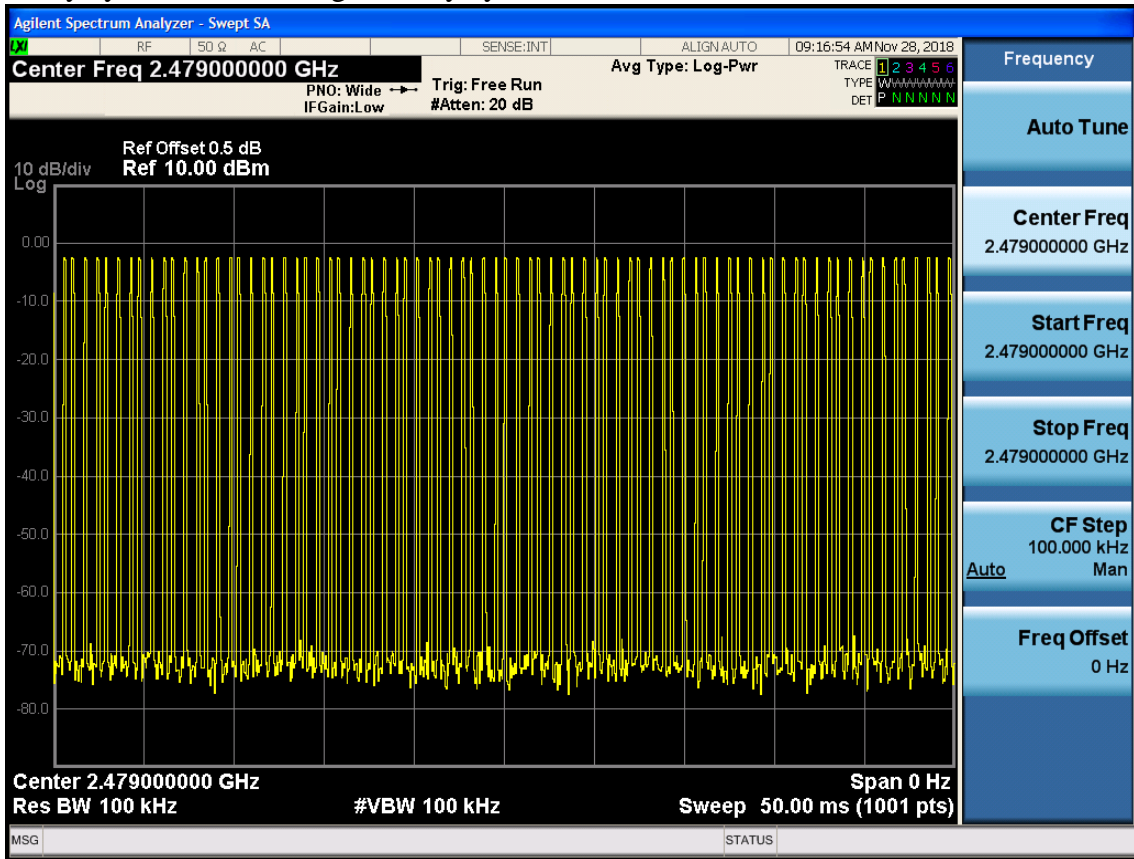 Agilent Spectrum Analyzer - Swept SA
LXI RF 50 Ω AC SENSE:INT ALIGN AUTO 09:16:54 AM Nov 28, 2018
Center Freq 2.479000000 GHz
PNO: Wide
IFGain:Low
Trig: Free Run
#Atten: 20 dB
Avg Type: Log-Pwr
TRACE 1 2 3 4 5 6
TYPE WWWWWWW
DET P N N N N N
Ref Offset 0.5 dB
10 dB/div Ref 10.00 dBm
Log
0.00
-10.0
-20.0
-30.0
-40.0
-50.0
-60.0
-70.0
-80.0
Center 2.479000000 GHz Span 0 Hz
Res BW 100 kHz #VBW 100 kHz Sweep 50.00 ms (1001 pts)
MSG STATUS
Frequency
Auto Tune
Center Freq
2.479000000 GHz
Start Freq
2.479000000 GHz
Stop Freq
2.479000000 GHz
CF Step
100.000 kHz
Auto Man
Freq Offset
0 Hz